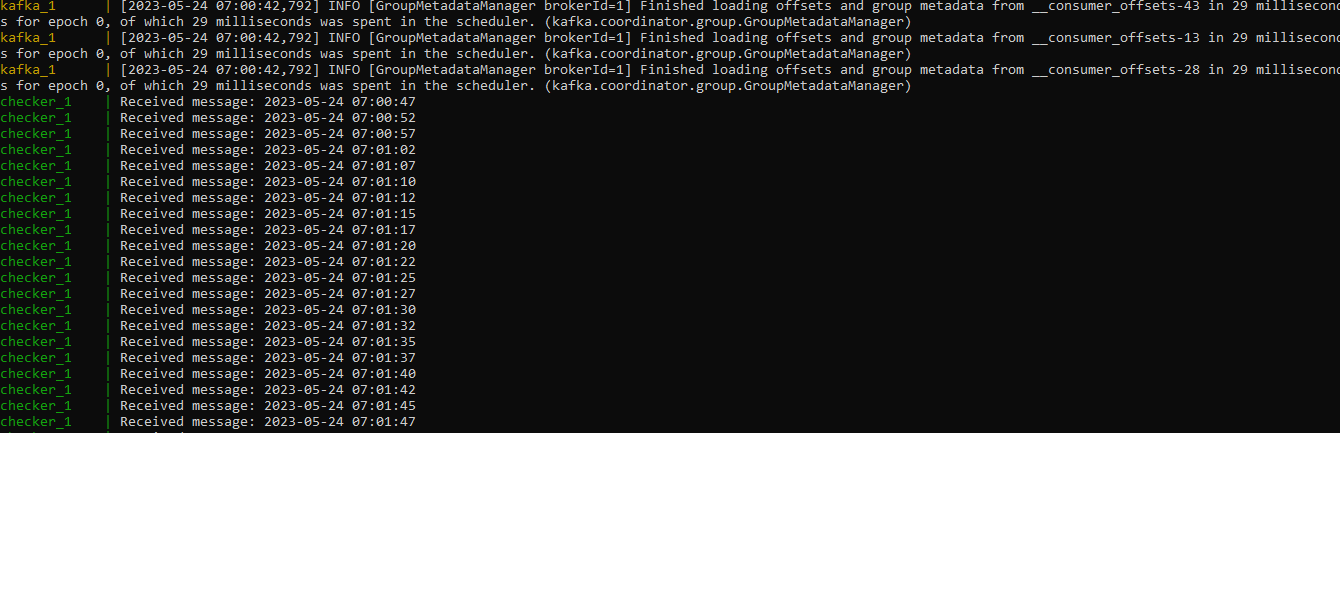 kafka_1      | [2023-05-24 07:00:42,792] INFO [GroupMetadataManager brokerId=1] Finished loading offsets and group metadata from __consumer_offsets-43 in 29 millisecond
s for epoch 0, of which 29 milliseconds was spent in the scheduler. (kafka.coordinator.group.GroupMetadataManager)
kafka_1      | [2023-05-24 07:00:42,792] INFO [GroupMetadataManager brokerId=1] Finished loading offsets and group metadata from __consumer_offsets-13 in 29 millisecond
s for epoch 0, of which 29 milliseconds was spent in the scheduler. (kafka.coordinator.group.GroupMetadataManager)
kafka_1      | [2023-05-24 07:00:42,792] INFO [GroupMetadataManager brokerId=1] Finished loading offsets and group metadata from __consumer_offsets-28 in 29 millisecond
s for epoch 0, of which 29 milliseconds was spent in the scheduler. (kafka.coordinator.group.GroupMetadataManager)
checker_1    | Received message: 2023-05-24 07:00:47
checker_1    | Received message: 2023-05-24 07:00:52
checker_1    | Received message: 2023-05-24 07:00:57
checker_1    | Received message: 2023-05-24 07:01:02
checker_1    | Received message: 2023-05-24 07:01:07
checker_1    | Received message: 2023-05-24 07:01:10
checker_1    | Received message: 2023-05-24 07:01:12
checker_1    | Received message: 2023-05-24 07:01:15
checker_1    | Received message: 2023-05-24 07:01:17
checker_1    | Received message: 2023-05-24 07:01:20
checker_1    | Received message: 2023-05-24 07:01:22
checker_1    | Received message: 2023-05-24 07:01:25
checker_1    | Received message: 2023-05-24 07:01:27
checker_1    | Received message: 2023-05-24 07:01:30
checker_1    | Received message: 2023-05-24 07:01:32
checker_1    | Received message: 2023-05-24 07:01:35
checker_1    | Received message: 2023-05-24 07:01:37
checker_1    | Received message: 2023-05-24 07:01:40
checker_1    | Received message: 2023-05-24 07:01:42
checker_1    | Received message: 2023-05-24 07:01:45
checker_1    | Received message: 2023-05-24 07:01:47